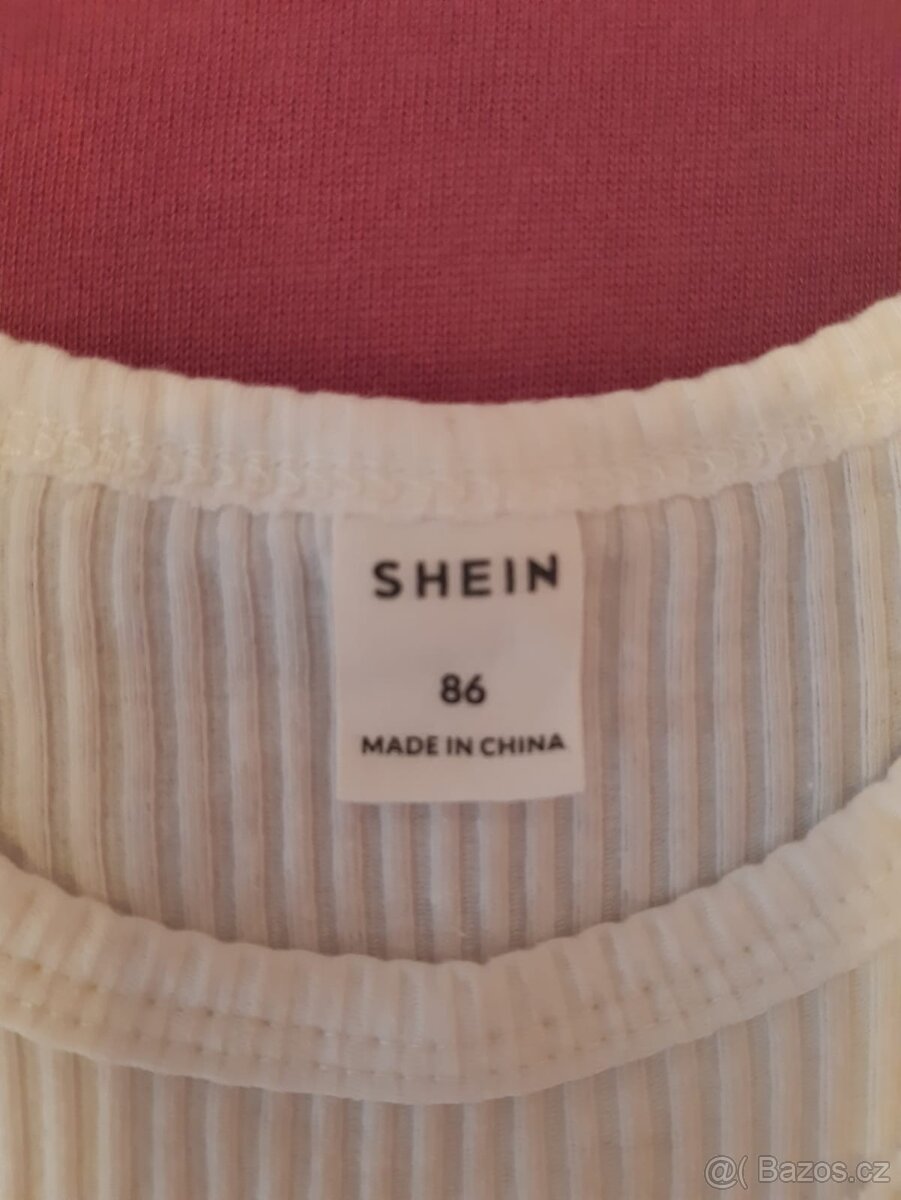 SHEIN
86
MADE IN CHINA
@( Bazos.cz